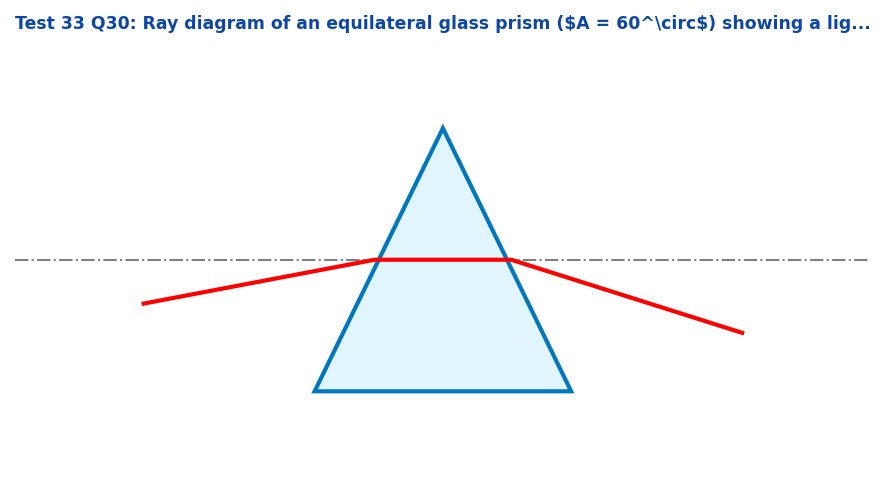 Test 33 Q30: Ray diagram of an equilateral glass prism ($A = 60^\circ$) showing a lig...